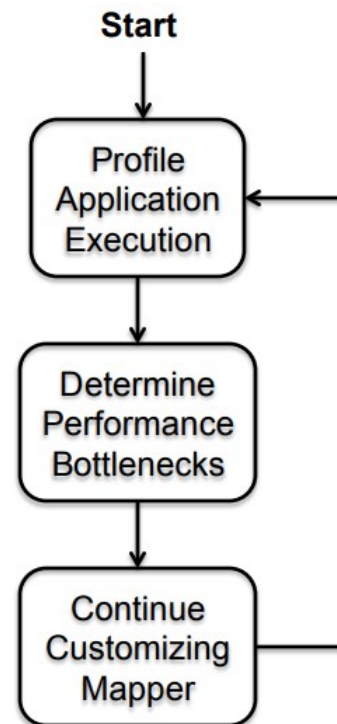 Start
Profile
Application
Execution
Determine
Performance
Bottlenecks
Continue
Customizing
Mapper